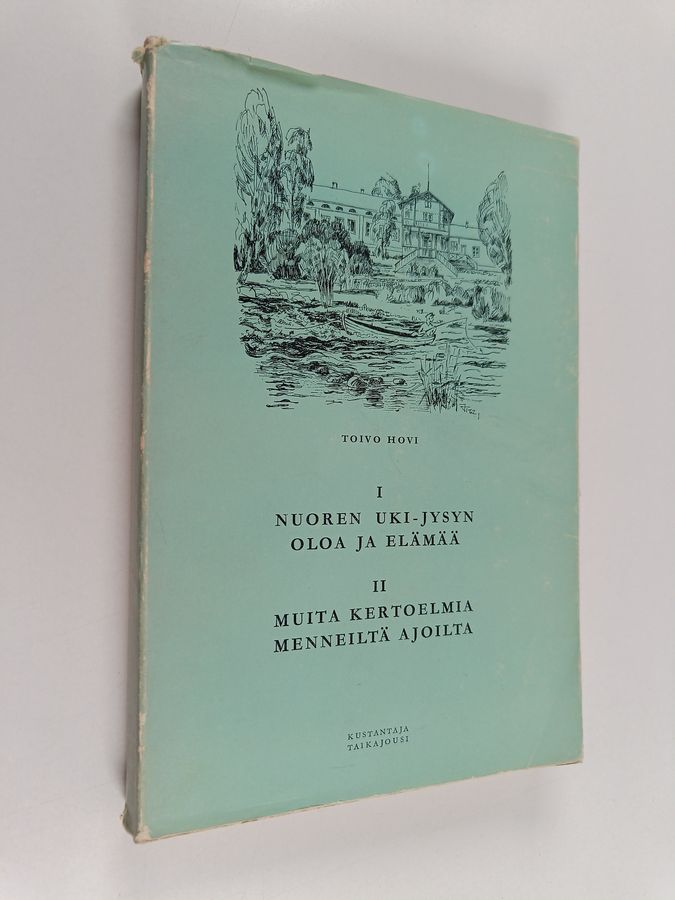 TOIVO HOVI
I
NUOREN UKI-JYSYN
OLOA JA ELÄMÄÄ
II
MUITA KERTOELMIA
MENNEILTÄ AJOILTA
KUSTANTAJA
TAIKAJOUSI